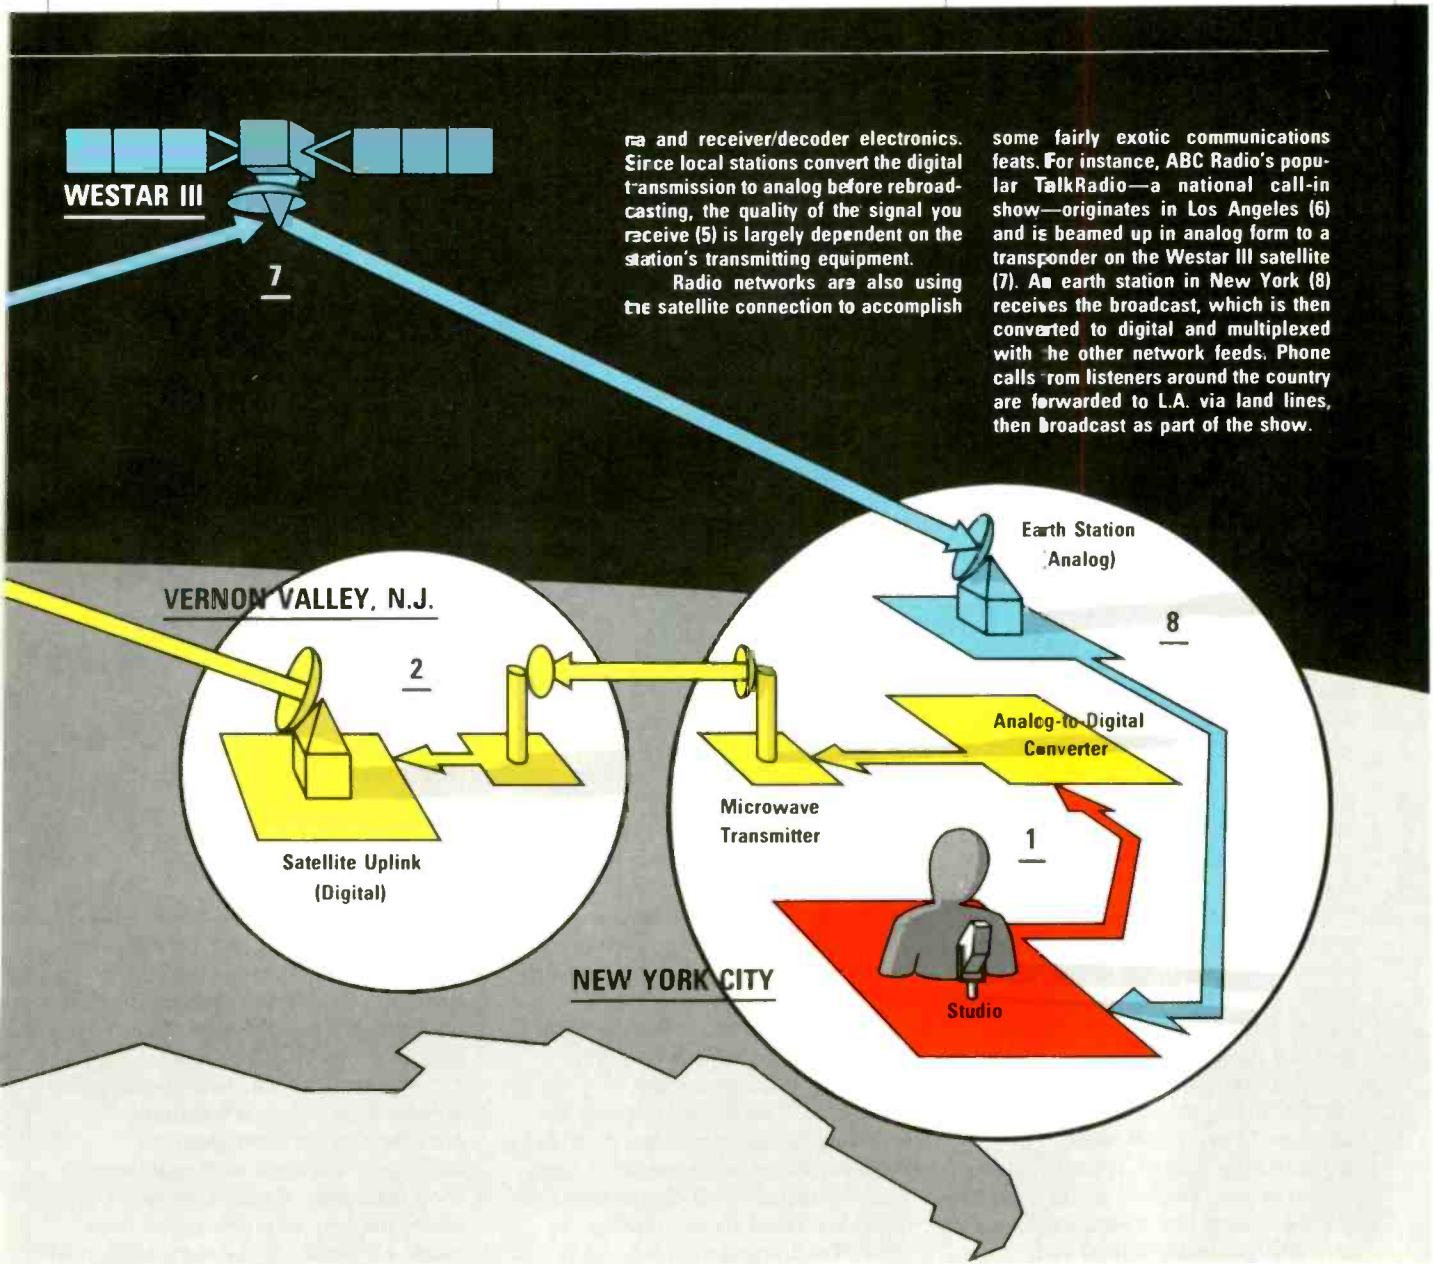 WESTAR III
7
na and receiver/decoder electronics.
Since local stations convert the digital
transmission to analog before rebroad-
casting, the quality of the signal you
receive (5) is largely dependent on the
station's transmitting equipment.
Radio networks are also using
the satellite connection to accomplish
some fairly exotic communications
feats. For instance, ABC Radio's popu-
lar TalkRadio—a national call-in
show—originates in Los Angeles (6)
and is beamed up in analog form to a
transponder on the Westar III satellite
(7). An earth station in New York (8)
receives the broadcast, which is then
converted to digital and multiplexed
with the other network feeds. Phone
calls from listeners around the country
are forwarded to L.A. via land lines,
then broadcast as part of the show.
VERNON VALLEY, N.J.
2
Satellite Uplink
(Digital)
Earth Station
(Analog)
8
Analog-to-Digital
Converter
Microwave
Transmitter
1
Studio
NEW YORK CITY